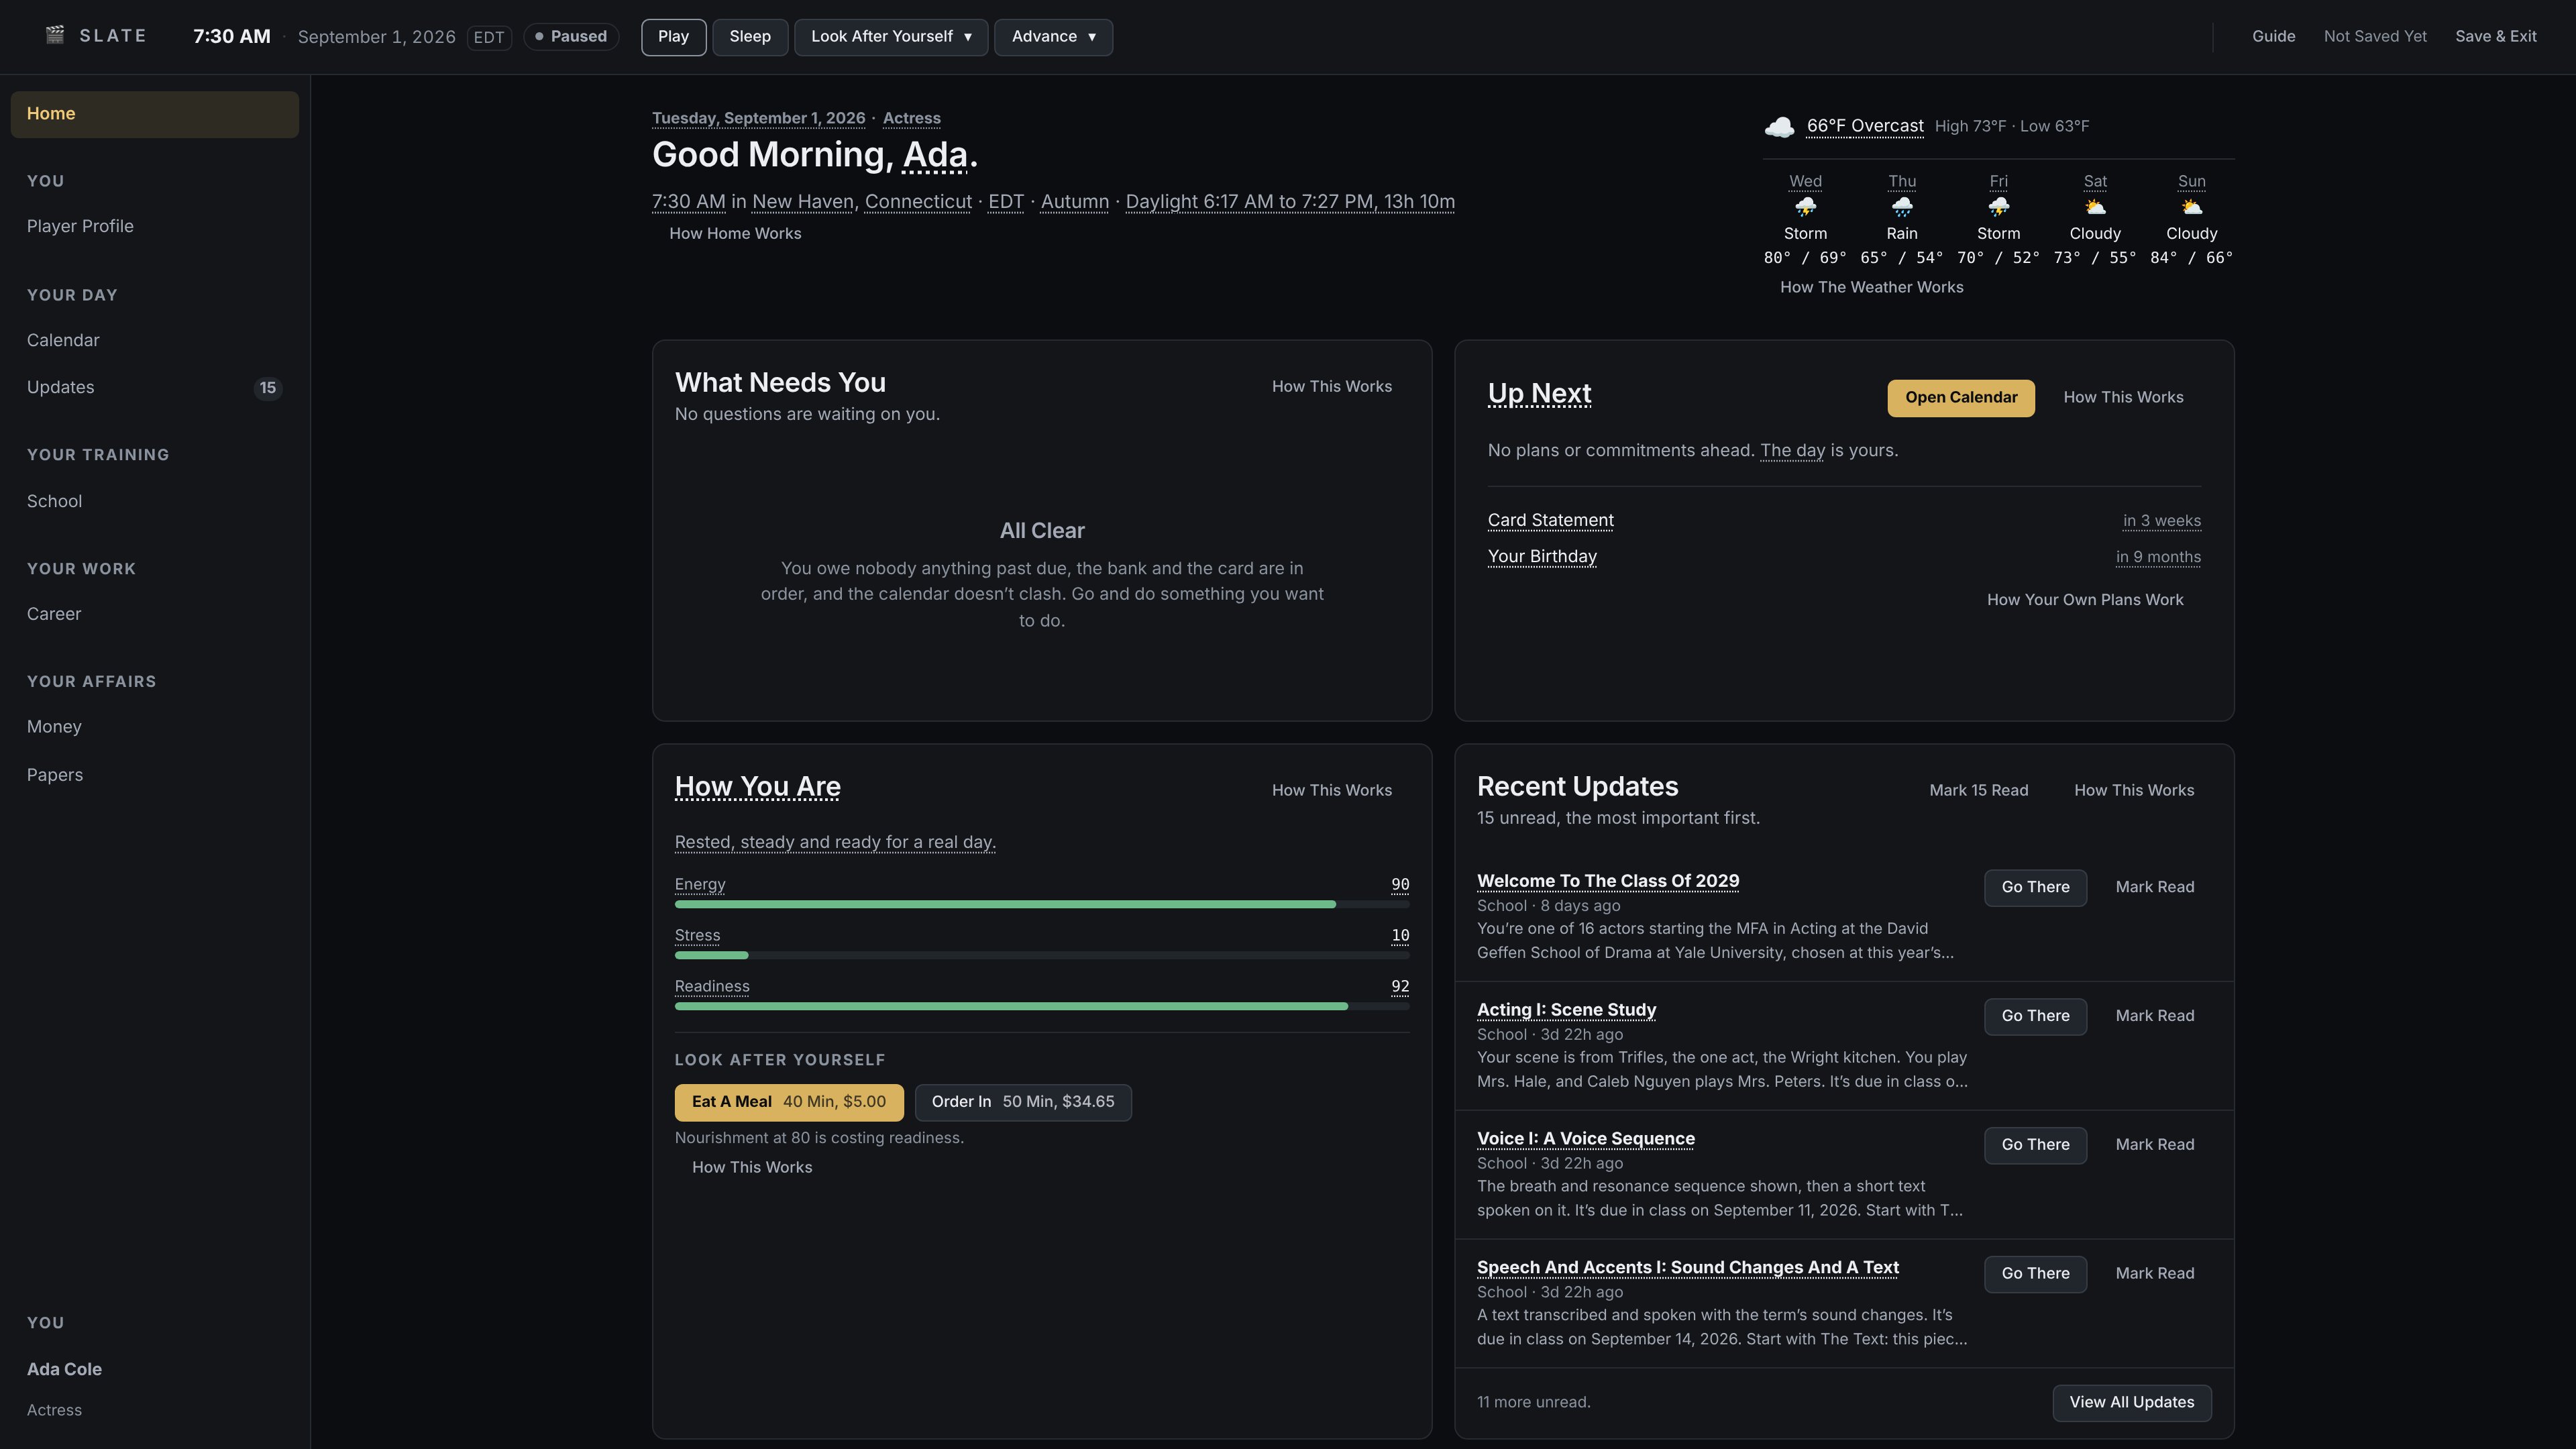 SLATE
7:30 AM · September 1, 2026 EDT Paused
Play Sleep Look After Yourself ▾ Advance ▾
Guide Not Saved Yet Save & Exit
Home
YOU
Player Profile
YOUR DAY
Calendar
Updates 15
YOUR TRAINING
School
YOUR WORK
Career
YOUR AFFAIRS
Money
Papers
YOU
Ada Cole
Actress
Tuesday, September 1, 2026 · Actress
Good Morning, Ada.
7:30 AM in New Haven, Connecticut · EDT · Autumn · Daylight 6:17 AM to 7:27 PM, 13h 10m
How Home Works
66°F Overcast High 73°F · Low 63°F
Wed Thu Fri Sat Sun
Storm Rain Storm Cloudy Cloudy
80° / 69° 65° / 54° 70° / 52° 73° / 55° 84° / 66°
How The Weather Works
What Needs You How This Works
No questions are waiting on you.
All Clear
You owe nobody anything past due, the bank and the card are in
order, and the calendar doesn’t clash. Go and do something you want
to do.
Up Next Open Calendar How This Works
No plans or commitments ahead. The day is yours.
Card Statement in 3 weeks
Your Birthday in 9 months
How Your Own Plans Work
How You Are How This Works
Rested, steady and ready for a real day.
Energy 90
Stress 10
Readiness 92
LOOK AFTER YOURSELF
Eat A Meal 40 Min, $5.00 Order In 50 Min, $34.65
Nourishment at 80 is costing readiness.
How This Works
Recent Updates Mark 15 Read How This Works
15 unread, the most important first.
Welcome To The Class Of 2029 Go There Mark Read
School · 8 days ago
You’re one of 16 actors starting the MFA in Acting at the David
Geffen School of Drama at Yale University, chosen at this year’s…
Acting I: Scene Study Go There Mark Read
School · 3d 22h ago
Your scene is from Trifles, the one act, the Wright kitchen. You play
Mrs. Hale, and Caleb Nguyen plays Mrs. Peters. It’s due in class o…
Voice I: A Voice Sequence Go There Mark Read
School · 3d 22h ago
The breath and resonance sequence shown, then a short text
spoken on it. It’s due in class on September 11, 2026. Start with T…
Speech And Accents I: Sound Changes And A Text Go There Mark Read
School · 3d 22h ago
A text transcribed and spoken with the term’s sound changes. It’s
due in class on September 14, 2026. Start with The Text: this piec…
11 more unread. View All Updates